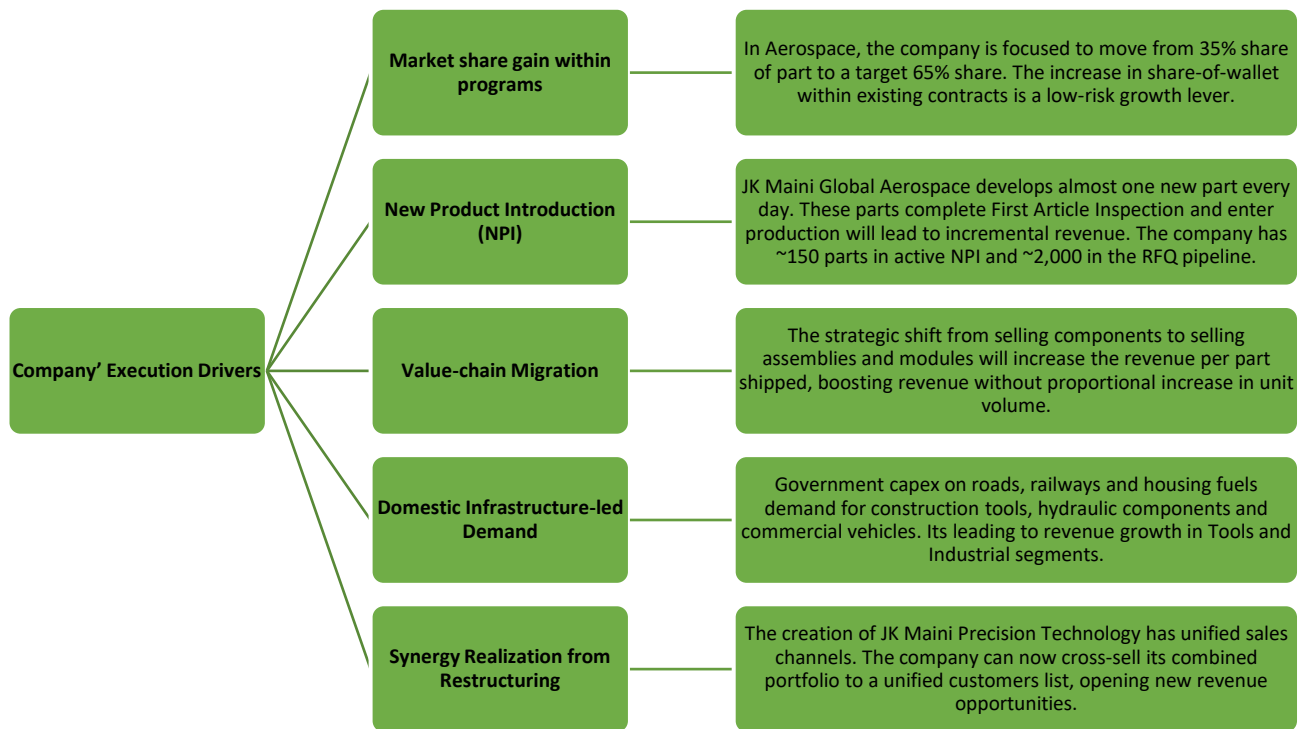 Company' Execution Drivers
Market share gain within
programs
In Aerospace, the company is focused to move from 35% share
of part to a target 65% share. The increase in share-of-wallet
within existing contracts is a low-risk growth lever.
New Product Introduction
(NPI)
JK Maini Global Aerospace develops almost one new part every
day. These parts complete First Article Inspection and enter
production will lead to incremental revenue. The company has
~150 parts in active NPI and ~2,000 in the RFQ pipeline.
Value-chain Migration
The strategic shift from selling components to selling
assemblies and modules will increase the revenue per part
shipped, boosting revenue without proportional increase in unit
volume.
Domestic Infrastructure-led
Demand
Government capex on roads, railways and housing fuels
demand for construction tools, hydraulic components and
commercial vehicles. Its leading to revenue growth in Tools and
Industrial segments.
Synergy Realization from
Restructuring
The creation of JK Maini Precision Technology has unified sales
channels. The company can now cross-sell its combined
portfolio to a unified customers list, opening new revenue
opportunities.